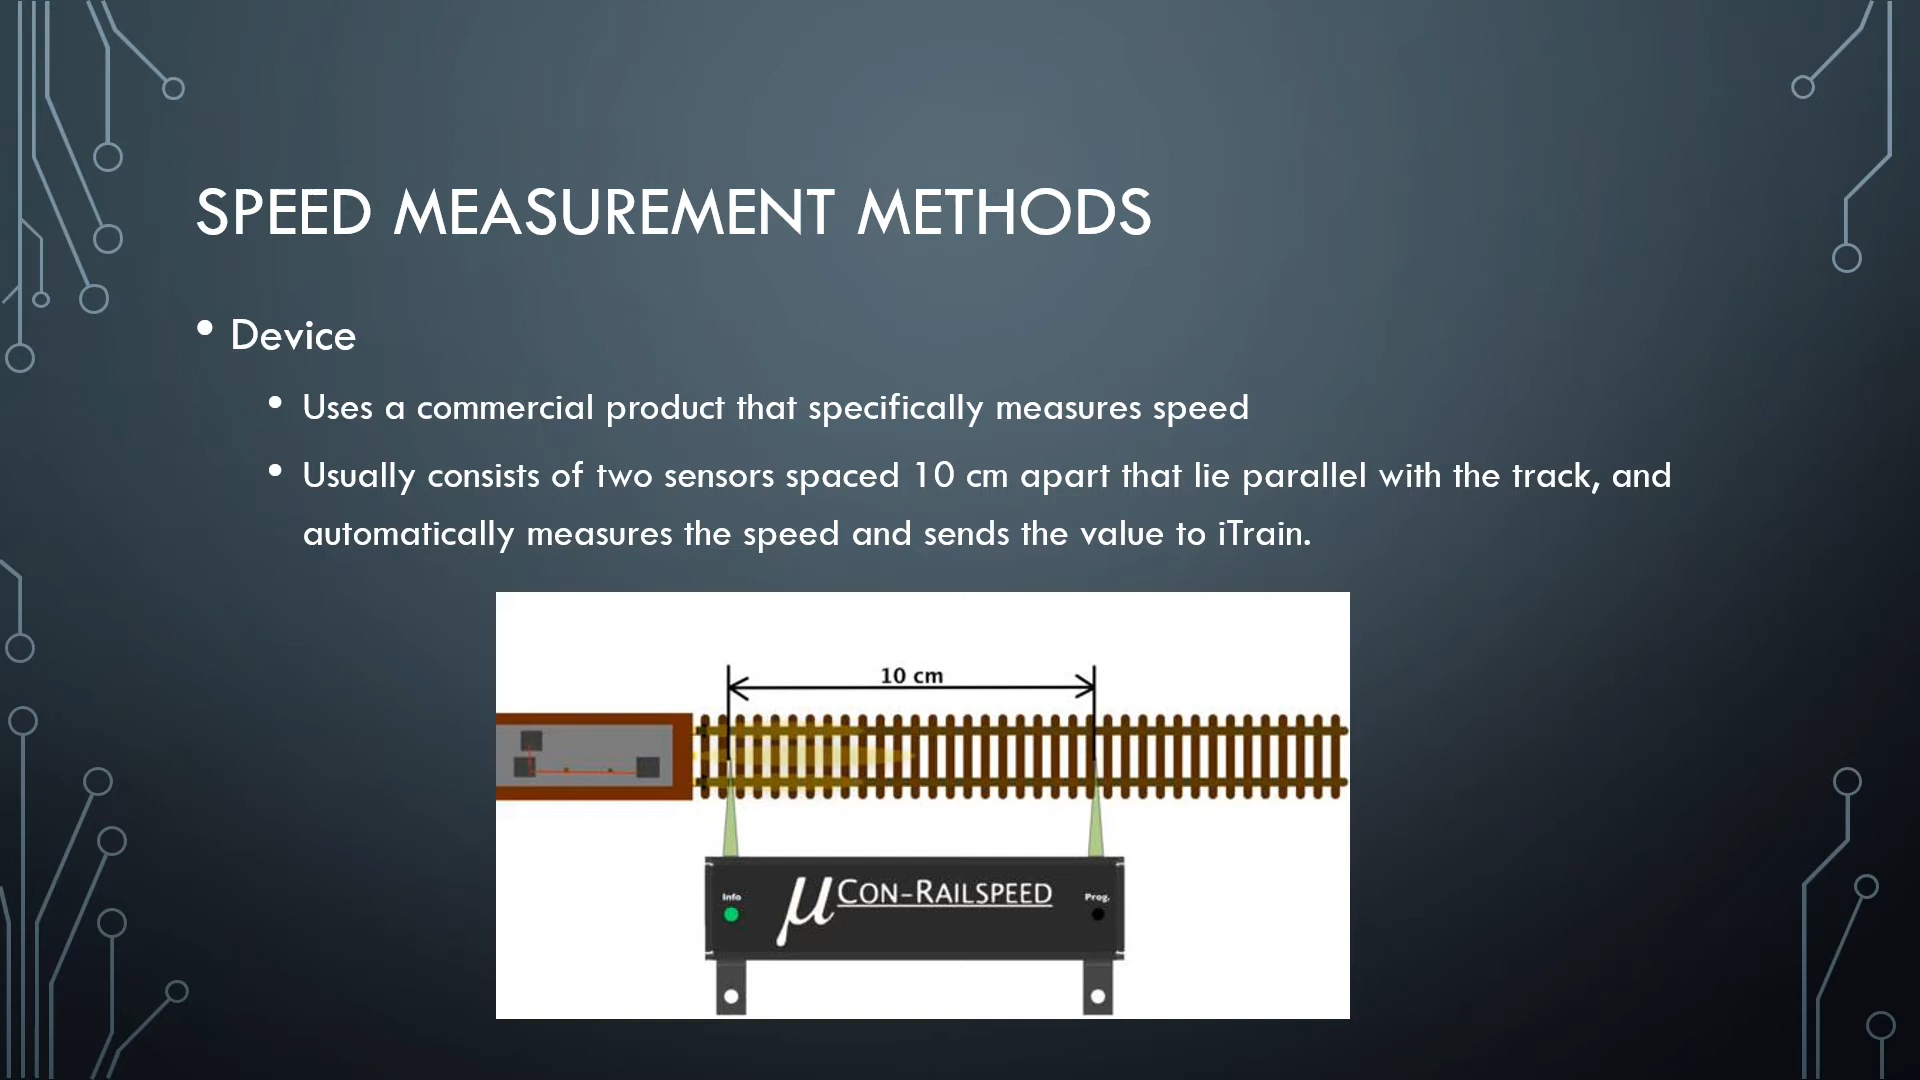 SPEED MEASUREMENT METHODS
• Device
• Uses a commercial product that specifically measures speed
• Usually consists of two sensors spaced 10 cm apart that lie parallel with the track, and
automatically measures the speed and sends the value to iTrain.
10 cm
Info
μCON-RAILSPEED
Prog.